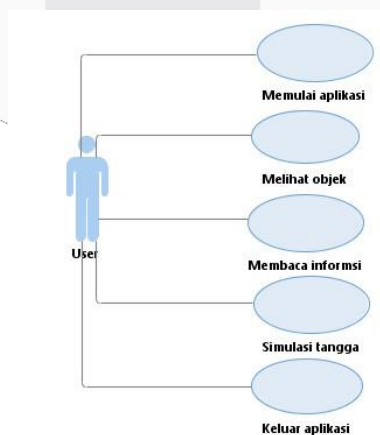 Memulai aplikasi
Melihat objek
User
Membaca informsi
Simulasi tangga
Keluar aplikasi